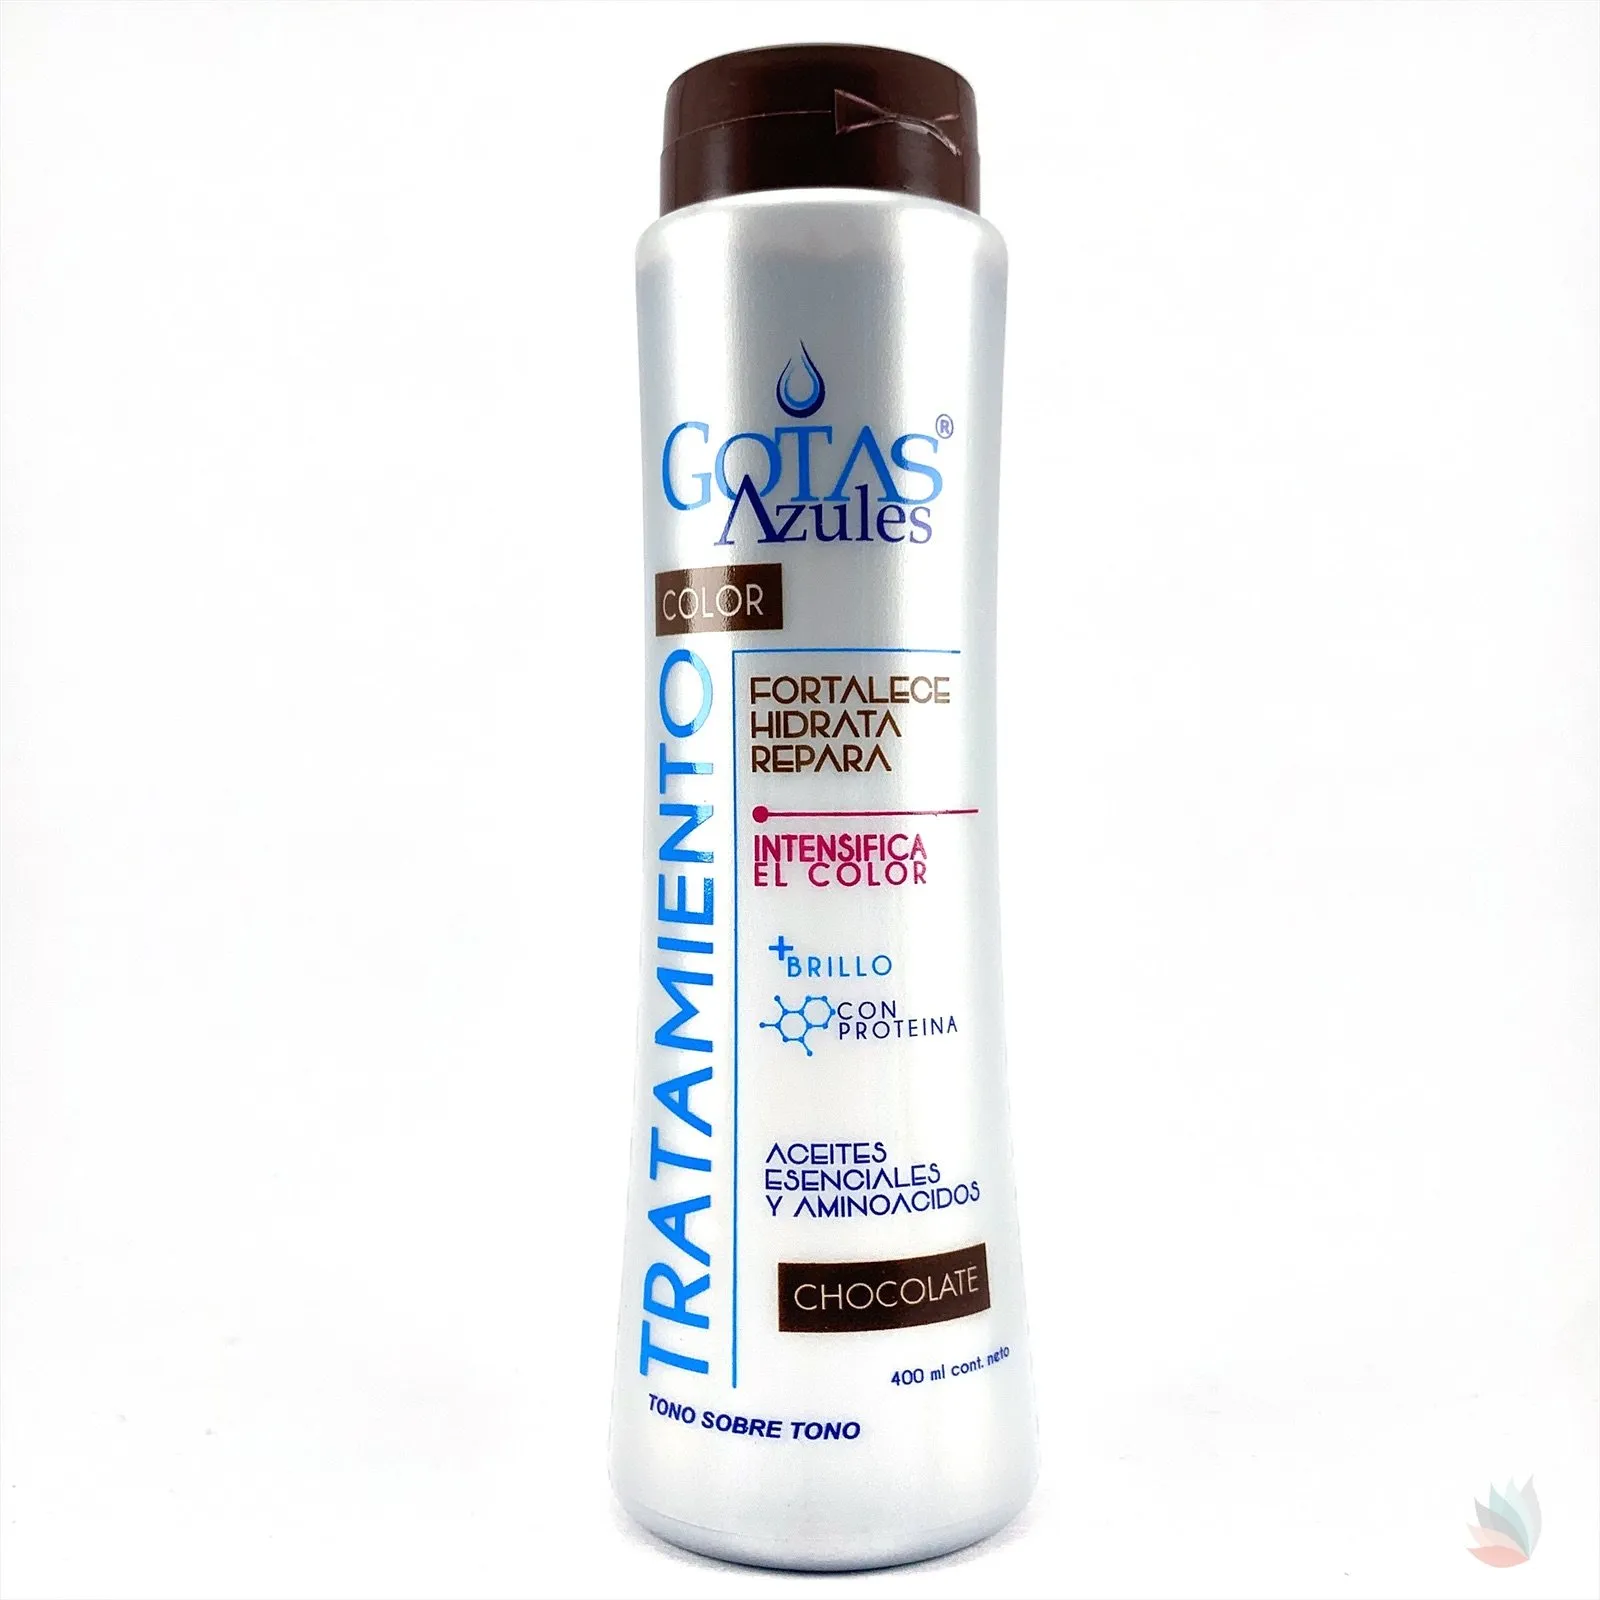 GOTAS®
Azules
COLOR
TRATAMIENTO
FORTALECE
HIDRATA
REPARA
INTENSIFICA
EL COLOR
+BRILLO
CON
PROTEINA
ACEITES
ESENCIALES
Y AMINOACIDOS
CHOCOLATE
400 ml cont. neto
TONO SOBRE TONO